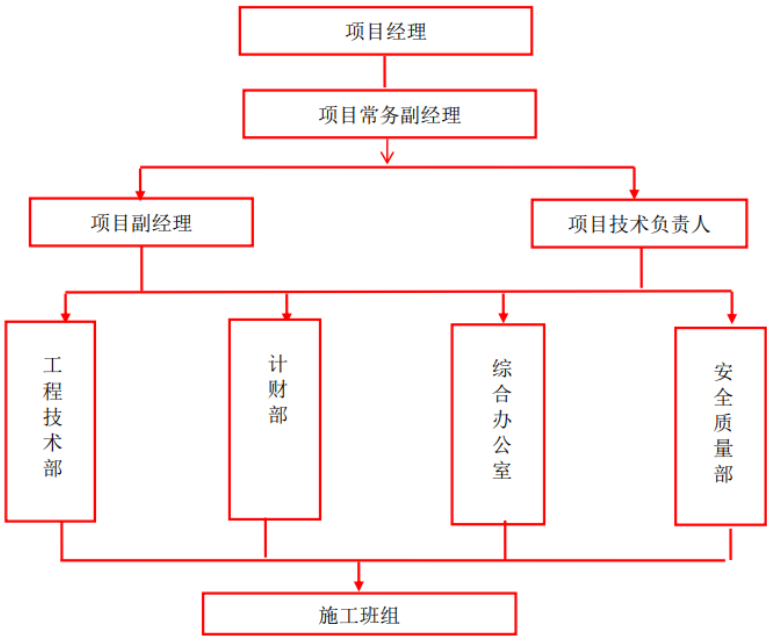 项目经理
项目常务副经理
项目副经理
项目技术负责人
工程技术部
计财部
综合办公室
安全质量部
施工班组